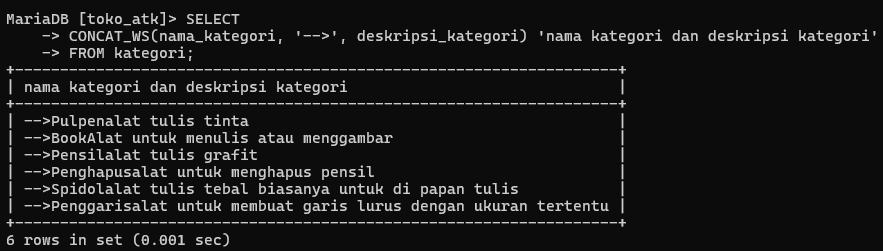 MariaDB [toko_atk]> SELECT
    -> CONCAT_WS(nama_kategori, '-->', deskripsi_kategori) 'nama kategori dan deskripsi kategori'
    -> FROM kategori;
+-------------------------------------------------------------------+
| nama kategori dan deskripsi kategori                              |
+-------------------------------------------------------------------+
| -->Pulpenalat tulis tinta                                         |
| -->BookAlat untuk menulis atau menggambar                         |
| -->Pensilalat tulis grafit                                        |
| -->Penghapusalat untuk menghapus pensil                           |
| -->Spidolalat tulis tebal biasanya untuk di papan tulis           |
| -->Penggarisalat untuk membuat garis lurus dengan ukuran tertentu |
+-------------------------------------------------------------------+
6 rows in set (0.001 sec)